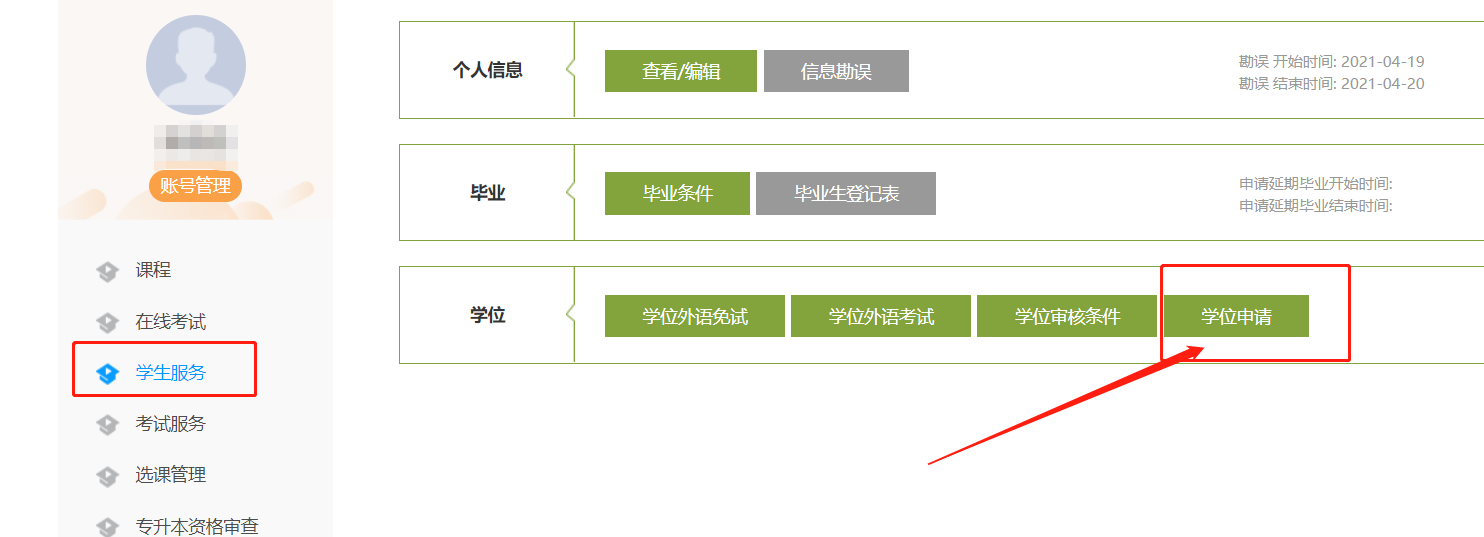 账号管理
课程
在线考试
学生服务
考试服务
选课管理
专升本资格审查
个人信息
查看/编辑 信息勘误
勘误 开始时间: 2021-04-19
勘误 结束时间: 2021-04-20
毕业
毕业条件 毕业生登记表
申请延期毕业开始时间:
申请延期毕业结束时间:
学位
学位外语免试 学位外语考试 学位审核条件 学位申请